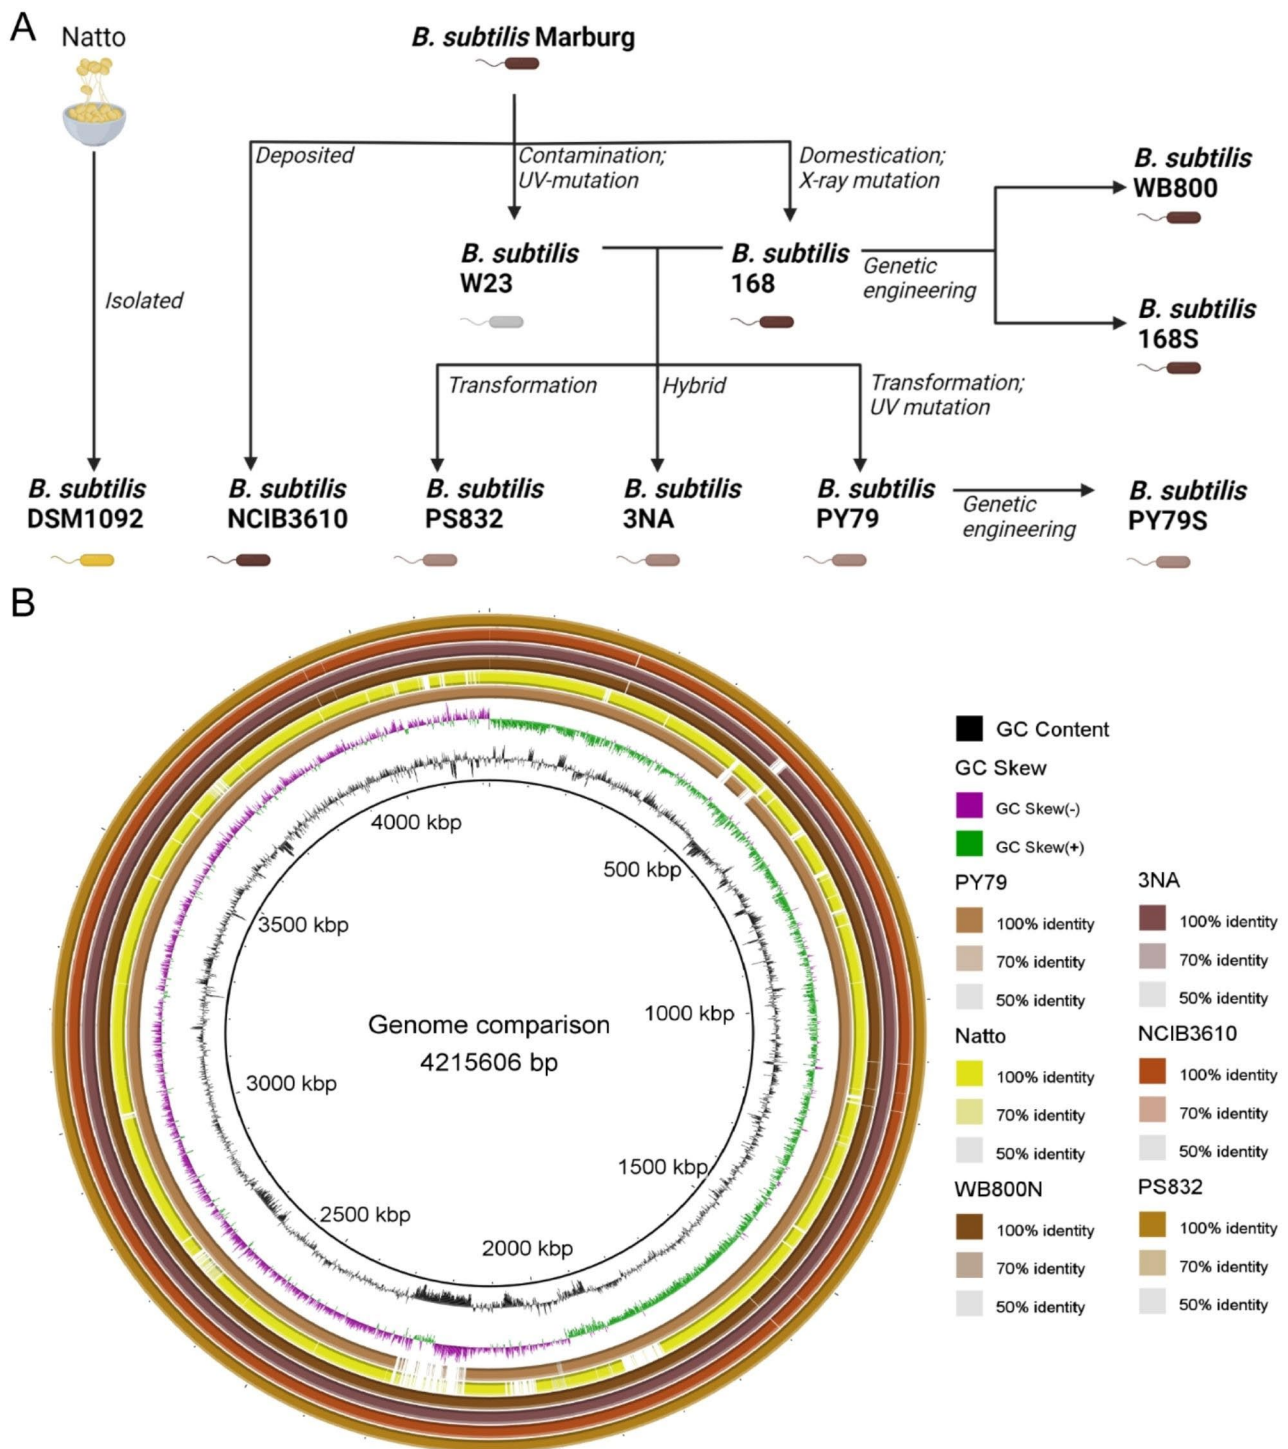 A
Natto
B. subtilis Marburg
Deposited
Contamination;
UV-mutation
Domestication;
X-ray mutation
B. subtilis
WB800
B. subtilis
W23
B. subtilis
168
Genetic
engineering
Isolated
B. subtilis
168S
Transformation
Hybrid
Transformation;
UV mutation
B. subtilis
DSM1092
B. subtilis
NCIB3610
B. subtilis
PS832
B. subtilis
3NA
B. subtilis
PY79
Genetic
engineering
B. subtilis
PY79S
B
4000 kbp
500 kbp
3500 kbp
1000 kbp
Genome comparison
4215606 bp
3000 kbp
1500 kbp
2500 kbp
2000 kbp
GC Content
GC Skew
GC Skew(-)
GC Skew(+)
PY79
100% identity
70% identity
50% identity
3NA
100% identity
70% identity
50% identity
Natto
100% identity
70% identity
50% identity
NCIB3610
100% identity
70% identity
50% identity
WB800N
100% identity
70% identity
50% identity
PS832
100% identity
70% identity
50% identity